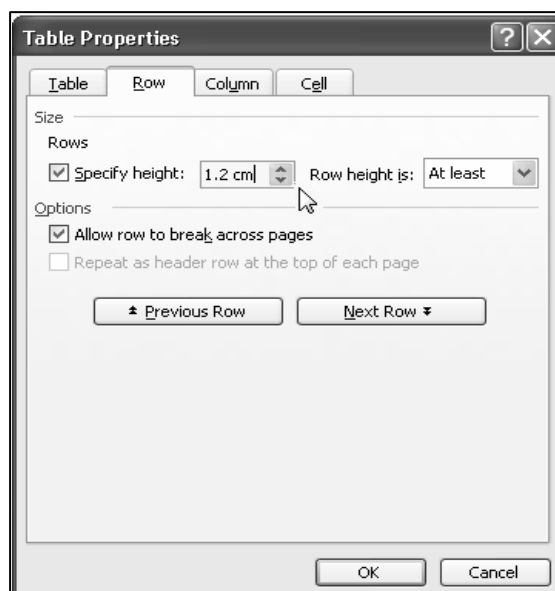 Table Properties
Table Row Column Cell
Size
Rows
Specify height: 1.2 cm Row height is: At least
Options
Allow row to break across pages
Repeat as header row at the top of each page
Previous Row Next Row
OK Cancel